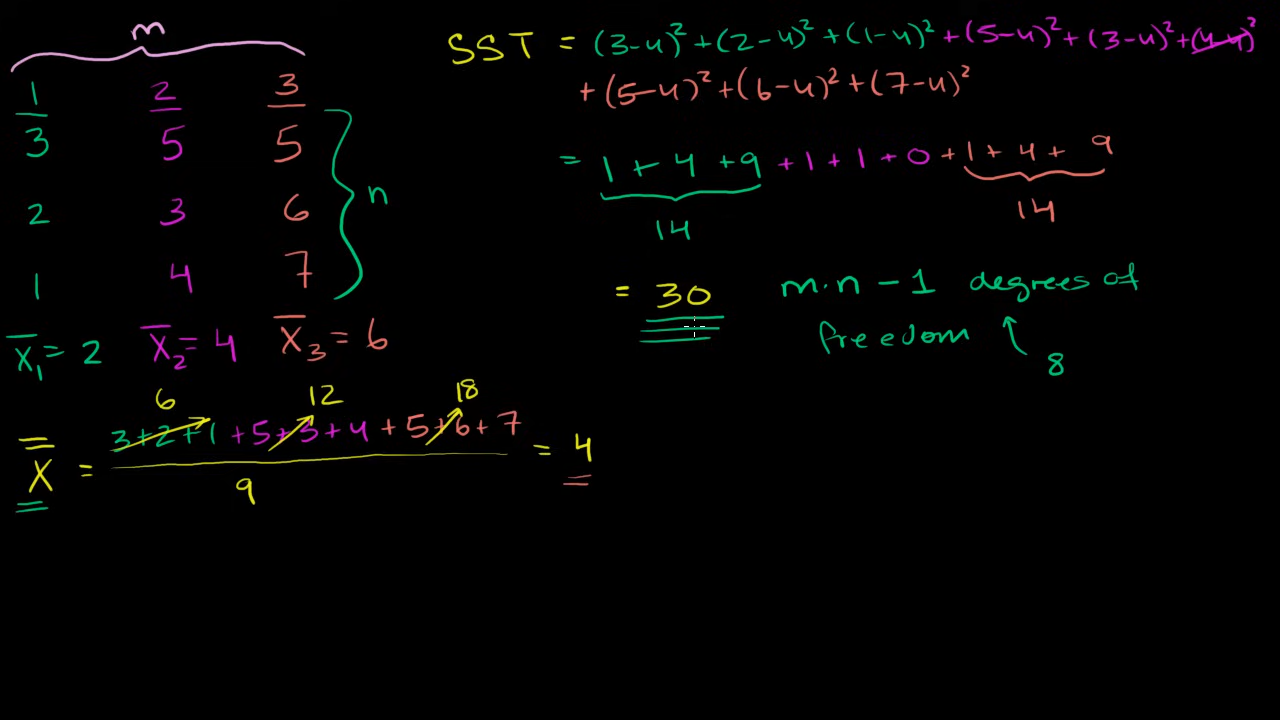 m
1 2 3
3 5 5
2 3 6
n
1 4 7
X̄₁ = 2 X̄₂ = 4 X̄₃ = 6
6 12 18
3+2+1 +5+3+4 +5+6+7
X̿ = = 4
9
SST = (3-4)² +(2-4)² +(1-4)² +(5-4)² +(3-4)² +(4-4)²
+(5-4)² +(6-4)² +(7-4)²
= 1 + 4 + 9 + 1 + 1 + 0 + 1 + 4 + 9
14 14
= 30 m·n - 1 degrees of
freedom
8